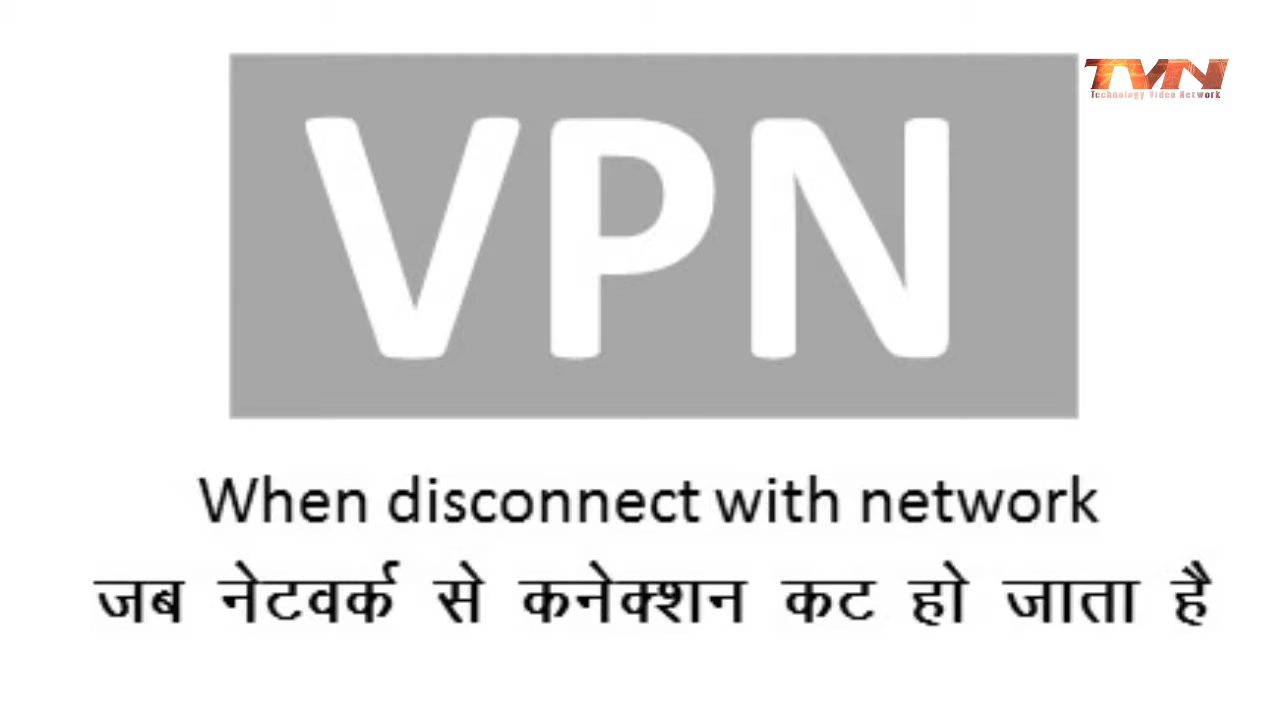 VPN
TVN
Technology Video Network
When disconnect with network
जब नेटवर्क से कनेक्शन कट हो जाता है